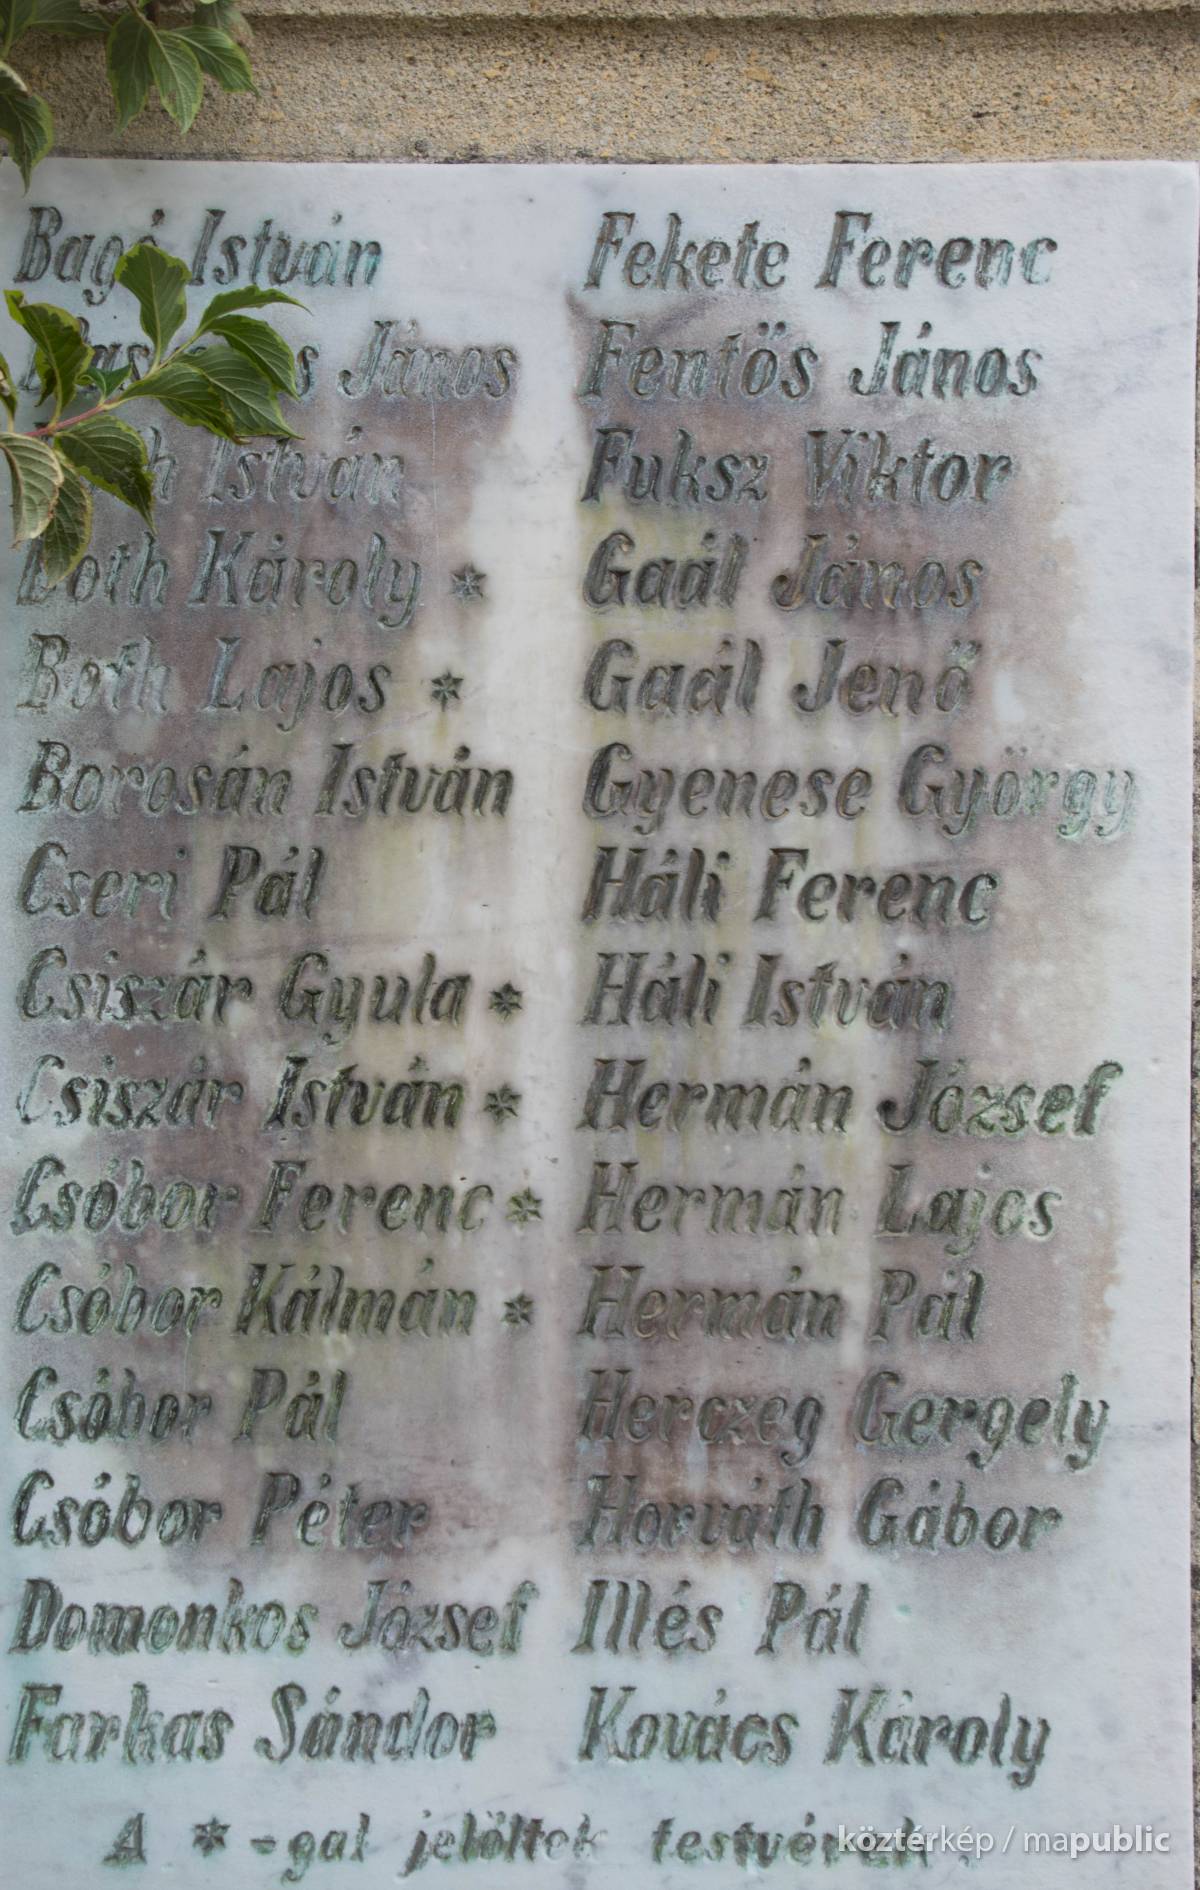 Bagó István
János
István
Both Károly *
Both Lajos *
Borosán István
Cseri Pál
Csiszár Gyula *
Csiszár István *
Csóbor Ferenc *
Csóbor Kálmán *
Csóbor Pál
Csóbor Péter
Domonkos József
Farkas Sándor
Fekete Ferenc
Fentős János
Fuksz Viktor
Gaál János
Gaál Jenő
Gyenese György
Háli Ferenc
Háli István
Hermán József
Hermán Lajos
Hermán Pál
Herczeg Gergely
Horváth Gábor
Illés Pál
Kovács Károly
A * -gal jelöltek testvérek.
köztérkép / mapublic